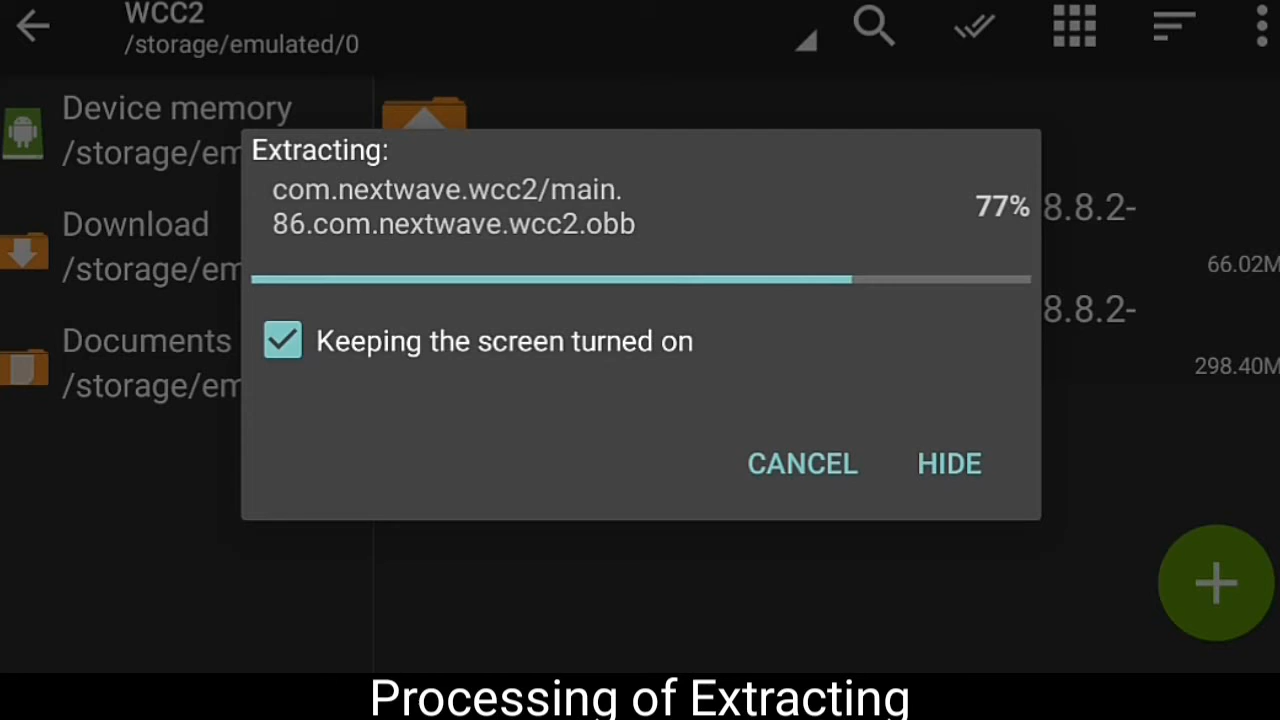 WCC2
/storage/emulated/0
Device memory
/storage/em
Download
/storage/em
Documents
/storage/em
Extracting:
com.nextwave.wcc2/main.
86.com.nextwave.wcc2.obb
77%
Keeping the screen turned on
CANCEL HIDE
8.8.2-
66.02M
8.8.2-
298.40M
Processing of Extracting